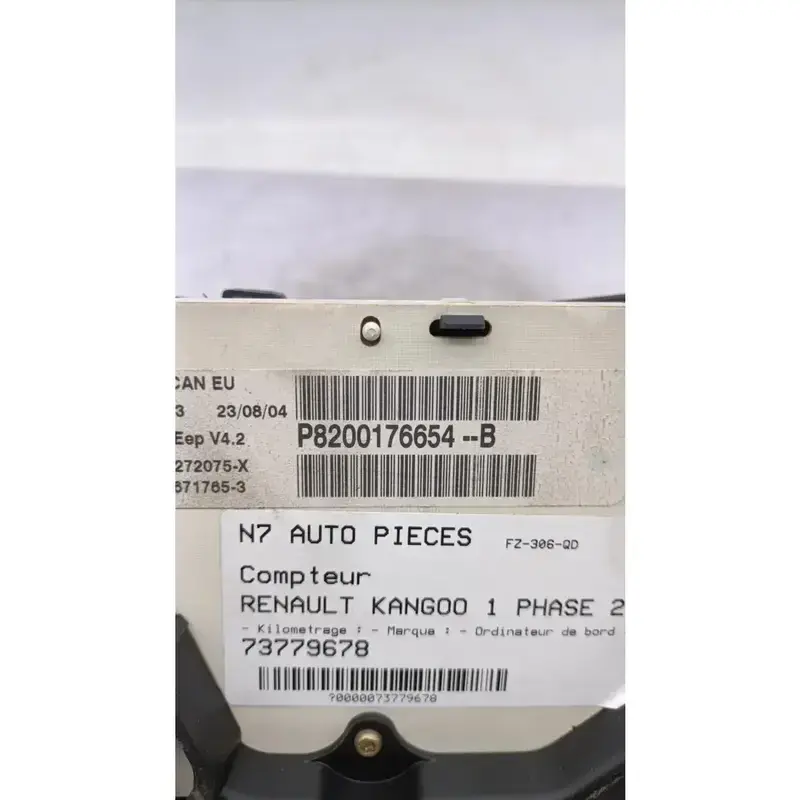 CAN EU
3 23/08/04
Eep V4.2
272075-X
671765-3
P8200176654 --B
N7 AUTO PIECES FZ-306-QD
Compteur
RENAULT KANGOO 1 PHASE 2
- Kilometrage : - Marque : - Ordinateur de bord
73779678
?0000073779678